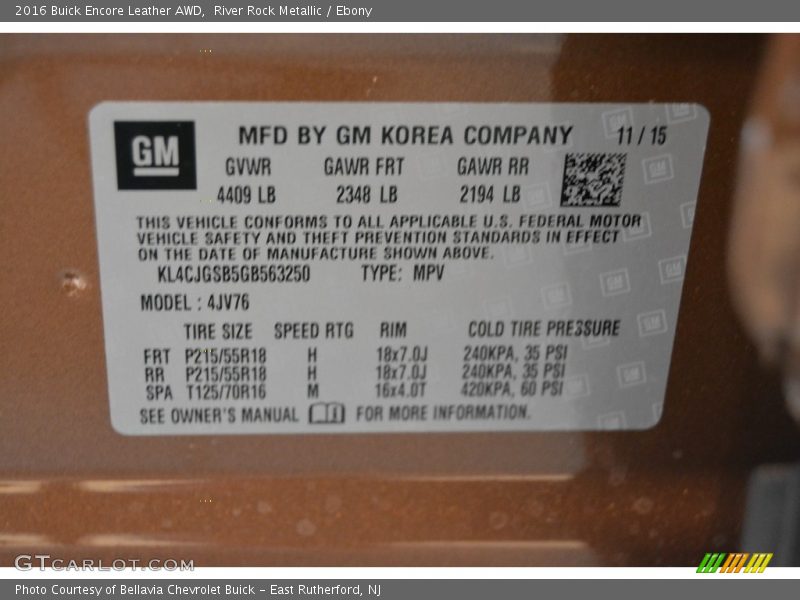 2016 Buick Encore Leather AWD,  River Rock Metallic / Ebony
GM MFD BY GM KOREA COMPANY 11/15
GVWR GAWR FRT GAWR RR
4409 LB 2348 LB 2194 LB
THIS VEHICLE CONFORMS TO ALL APPLICABLE U.S. FEDERAL MOTOR
VEHICLE SAFETY AND THEFT PREVENTION STANDARDS IN EFFECT
ON THE DATE OF MANUFACTURE SHOWN ABOVE.
KL4CJGSB5GB563250 TYPE: MPV
MODEL : 4JV76
TIRE SIZE SPEED RTG RIM COLD TIRE PRESSURE
FRT P215/55R18 H 18x7.0J 240KPA, 35 PSI
RR P215/55R18 H 18x7.0J 240KPA, 35 PSI
SPA T125/70R16 M 16x4.0T 420KPA, 60 PSI
SEE OWNER'S MANUAL FOR MORE INFORMATION.
GTCARLOT.COM
Photo Courtesy of Bellavia Chevrolet Buick – East Rutherford, NJ